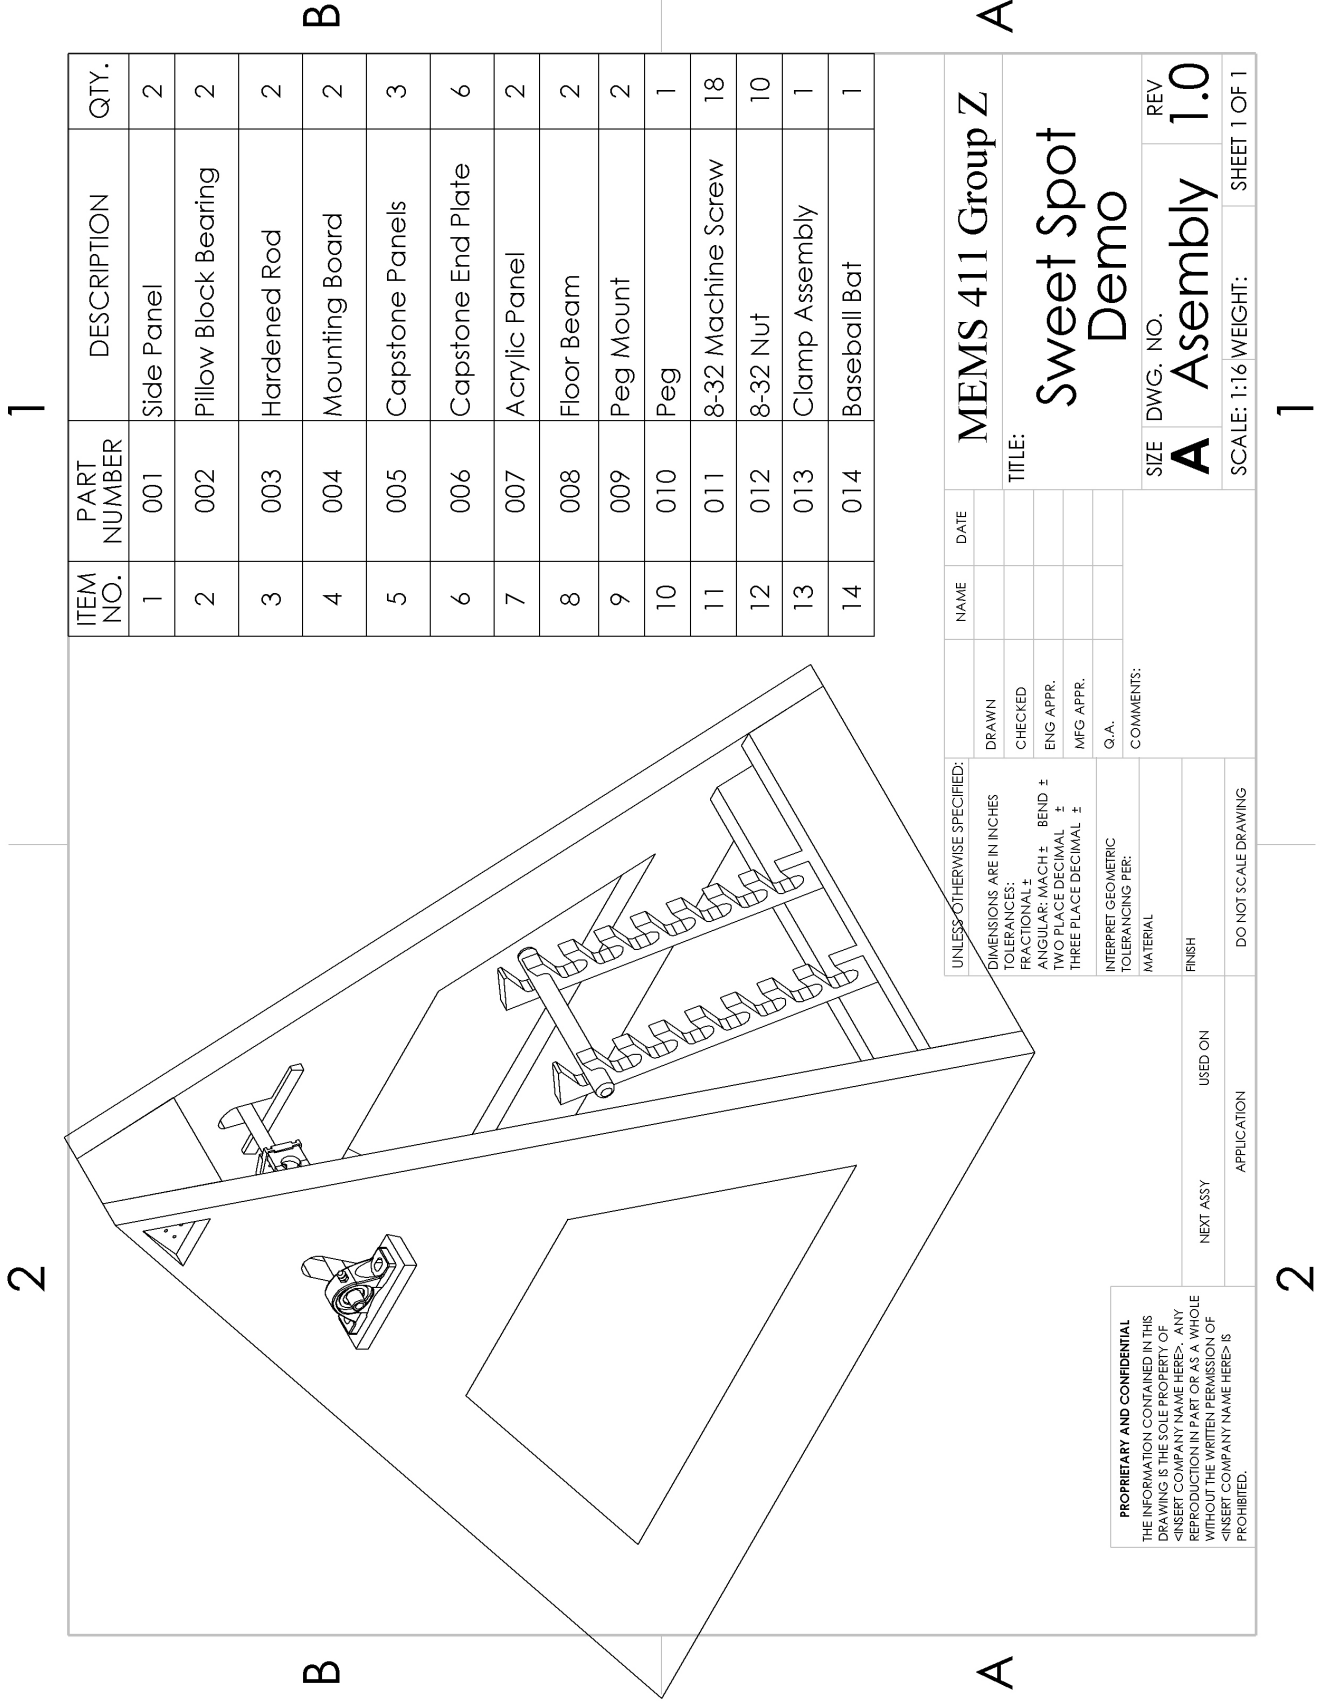 2
1
B
B
A
A
2
1
ITEM NO. PART NUMBER DESCRIPTION QTY.
1 001 Side Panel 2
2 002 Pillow Block Bearing 2
3 003 Hardened Rod 2
4 004 Mounting Board 2
5 005 Capstone Panels 3
6 006 Capstone End Plate 6
7 007 Acrylic Panel 2
8 008 Floor Beam 2
9 009 Peg Mount 2
10 010 Peg 1
11 011 8-32 Machine Screw 18
12 012 8-32 Nut 10
13 013 Clamp Assembly 1
14 014 Baseball Bat 1
PROPRIETARY AND CONFIDENTIAL
THE INFORMATION CONTAINED IN THIS
DRAWING IS THE SOLE PROPERTY OF
<INSERT COMPANY NAME HERE>. ANY
REPRODUCTION IN PART OR AS A WHOLE
WITHOUT THE WRITTEN PERMISSION OF
<INSERT COMPANY NAME HERE> IS
PROHIBITED.
NEXT ASSY USED ON
APPLICATION
UNLESS OTHERWISE SPECIFIED:
DIMENSIONS ARE IN INCHES
TOLERANCES:
FRACTIONAL ±
ANGULAR: MACH ± BEND ±
TWO PLACE DECIMAL ±
THREE PLACE DECIMAL ±
INTERPRET GEOMETRIC
TOLERANCING PER:
MATERIAL
FINISH
DO NOT SCALE DRAWING
NAME DATE
DRAWN
CHECKED
ENG APPR.
MFG APPR.
Q.A.
COMMENTS:
MEMS 411 Group Z
TITLE:
Sweet Spot
Demo
SIZE DWG. NO. REV
A Asembly 1.0
SCALE: 1:16 WEIGHT: SHEET 1 OF 1